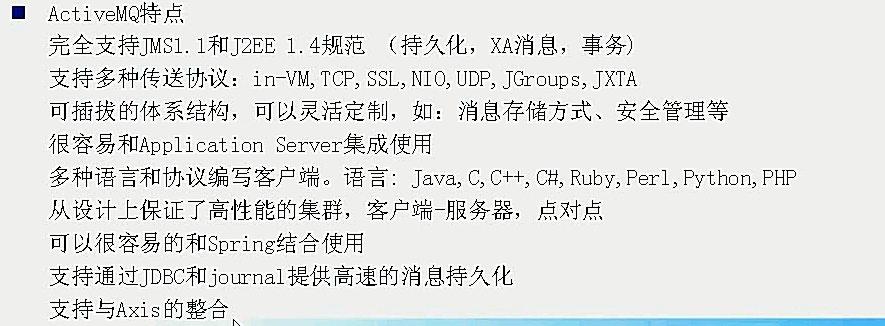 ActiveMQ特点
完全支持JMS1.1和J2EE 1.4规范 （持久化，XA消息，事务）
支持多种传送协议：in-VM,TCP,SSL,NIO,UDP,JGroups,JXTA
可插拔的体系结构，可以灵活定制，如：消息存储方式、安全管理等
很容易和Application Server集成使用
多种语言和协议编写客户端。语言: Java,C,C++,C#,Ruby,Perl,Python,PHP
从设计上保证了高性能的集群，客户端-服务器，点对点
可以很容易的和Spring结合使用
支持通过JDBC和journal提供高速的消息持久化
支持与Axis的整合